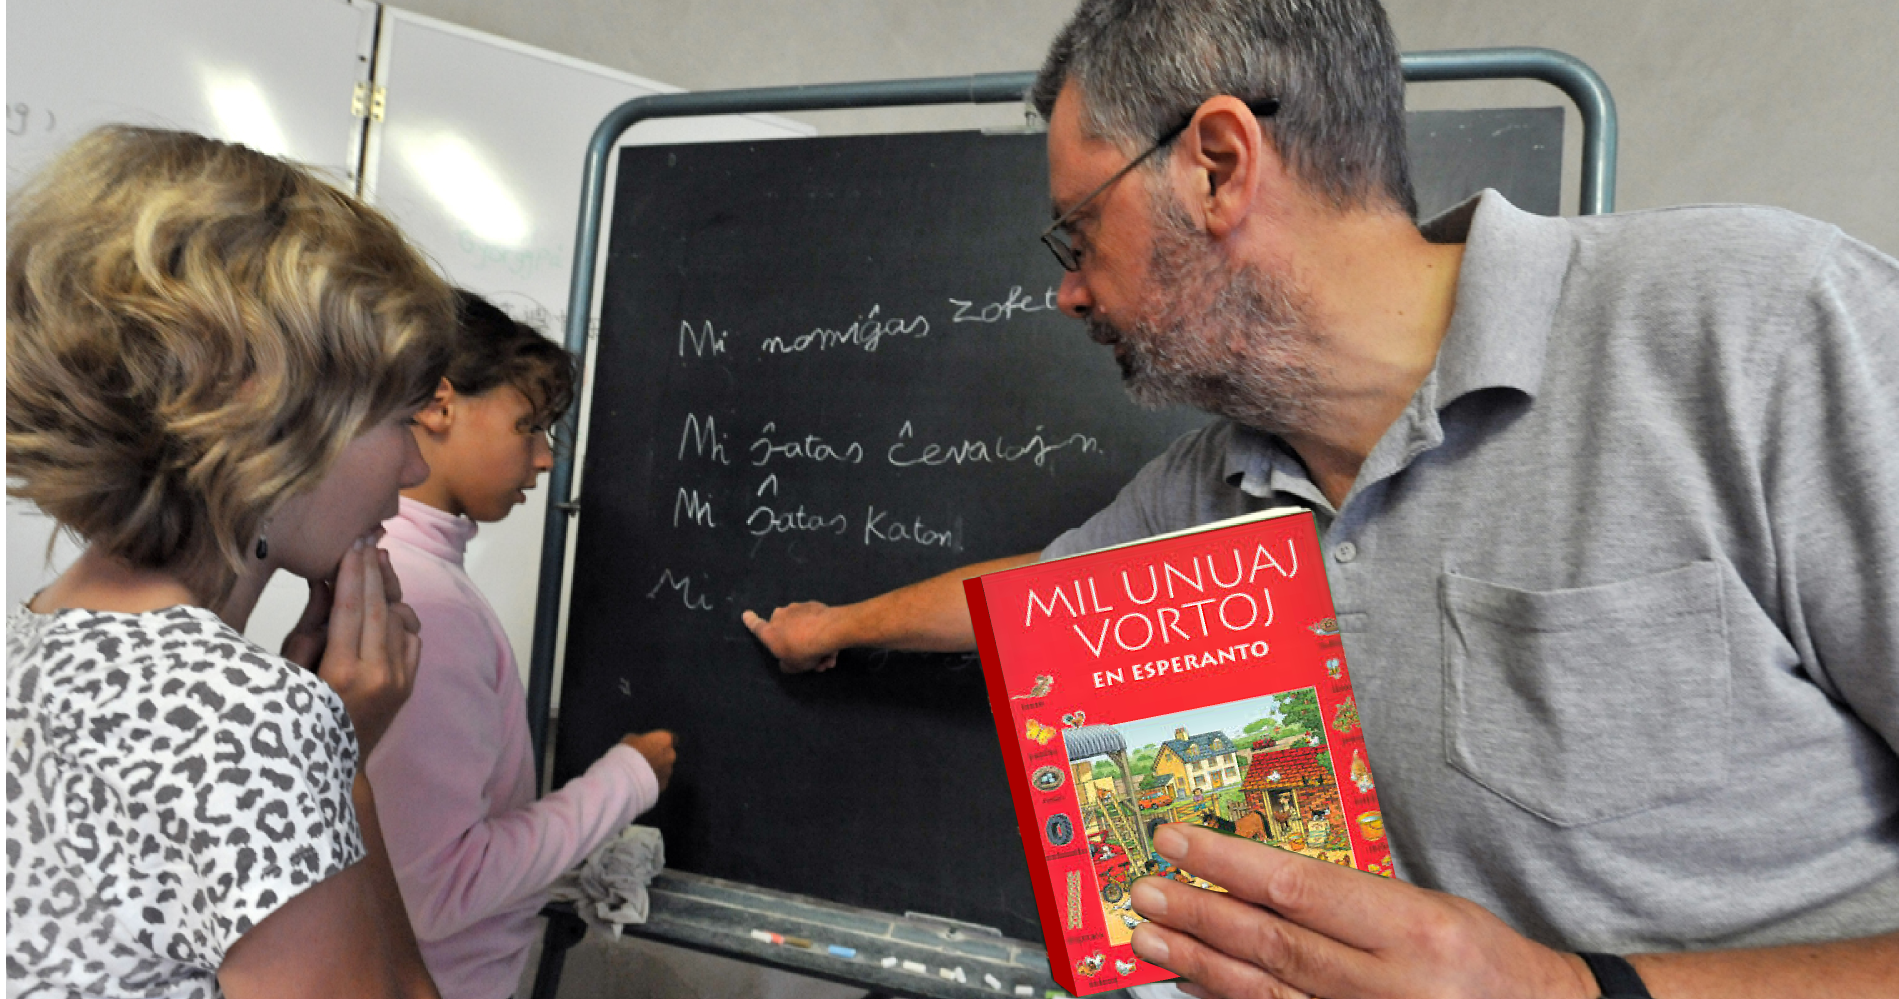 Mi nomiĝas Zofet
Mi ŝatas ĉevalojn.
Mi ŝatas Katon
Mi
MIL UNUAJ
VORTOJ
EN ESPERANTO